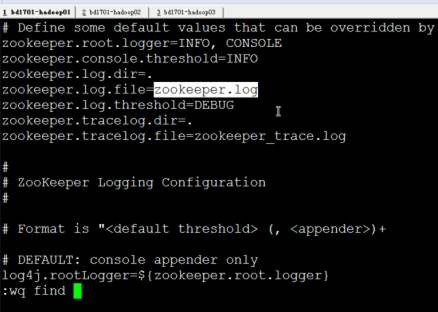 1 bd1701-hadoop01 2 bd1701-hadoop02 3 bd1701-hadoop03
# Define some default values that can be overridden by
zookeeper.root.logger=INFO, CONSOLE
zookeeper.console.threshold=INFO
zookeeper.log.dir=.
zookeeper.log.file=zookeeper.log
zookeeper.log.threshold=DEBUG
zookeeper.tracelog.dir=.
zookeeper.tracelog.file=zookeeper_trace.log
#
# ZooKeeper Logging Configuration
#
# Format is "<default threshold> (, <appender>)+
# DEFAULT: console appender only
log4j.rootLogger=${zookeeper.root.logger}
:wq find